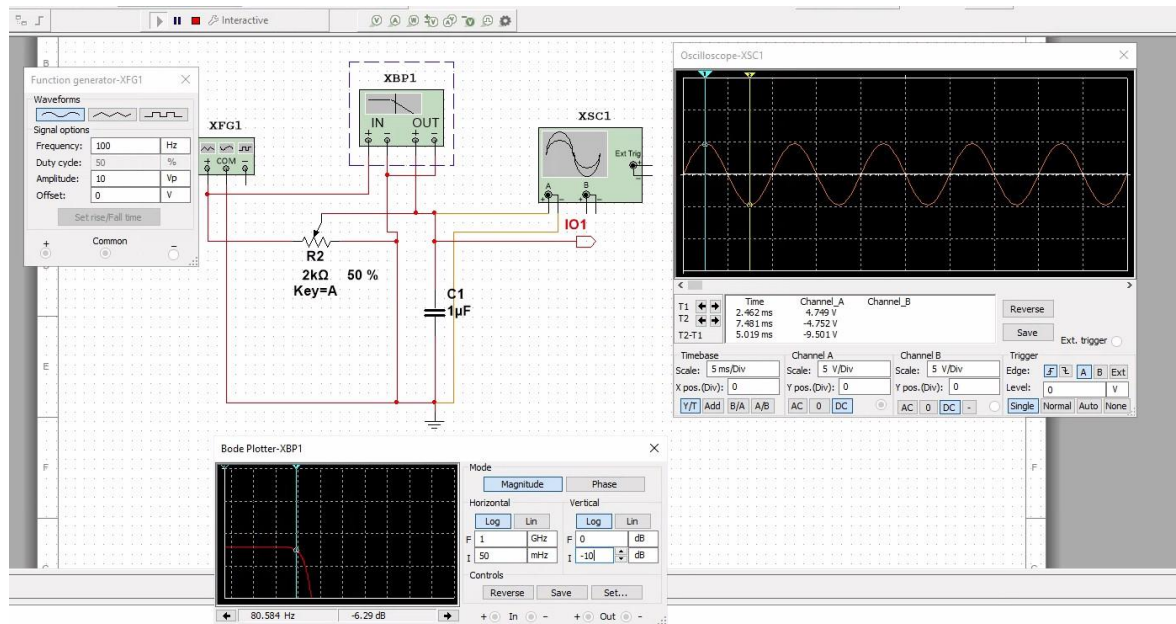 Interactive
Oscilloscope-XSC1
Function generator-XFG1
Waveforms
Signal options
Frequency: 100 Hz
Duty cycle: 50 %
Amplitude: 10 Vp
Offset: 0 V
Set rise/Fall time
+ Common −
XFG1
+ COM −
XBP1
IN OUT
+ − + −
XSC1
Ext Trig
+
−
A B
+ − + −
IO1
R2
2kΩ 50 %
Key=A
C1
1µF
E
F
F
T1
T2
T2-T1
Time Channel_A Channel_B
2.462 ms 4.749 V
7.481 ms -4.752 V
5.019 ms -9.501 V
Reverse
Save
Ext. trigger
Timebase
Scale: 5 ms/Div
X pos.(Div): 0
Y/T Add B/A A/B
Channel A
Scale: 5 V/Div
Y pos.(Div): 0
AC 0 DC
Channel B
Scale: 5 V/Div
Y pos.(Div): 0
AC 0 DC -
Trigger
Edge: A B Ext
Level: 0 V
Single Normal Auto None
Bode Plotter-XBP1
Mode
Magnitude Phase
Horizontal Vertical
Log Lin Log Lin
F 1 GHz F 0 dB
I 50 mHz I -10 dB
Controls
Reverse Save Set...
80.584 Hz -6.29 dB
+ In − + Out −